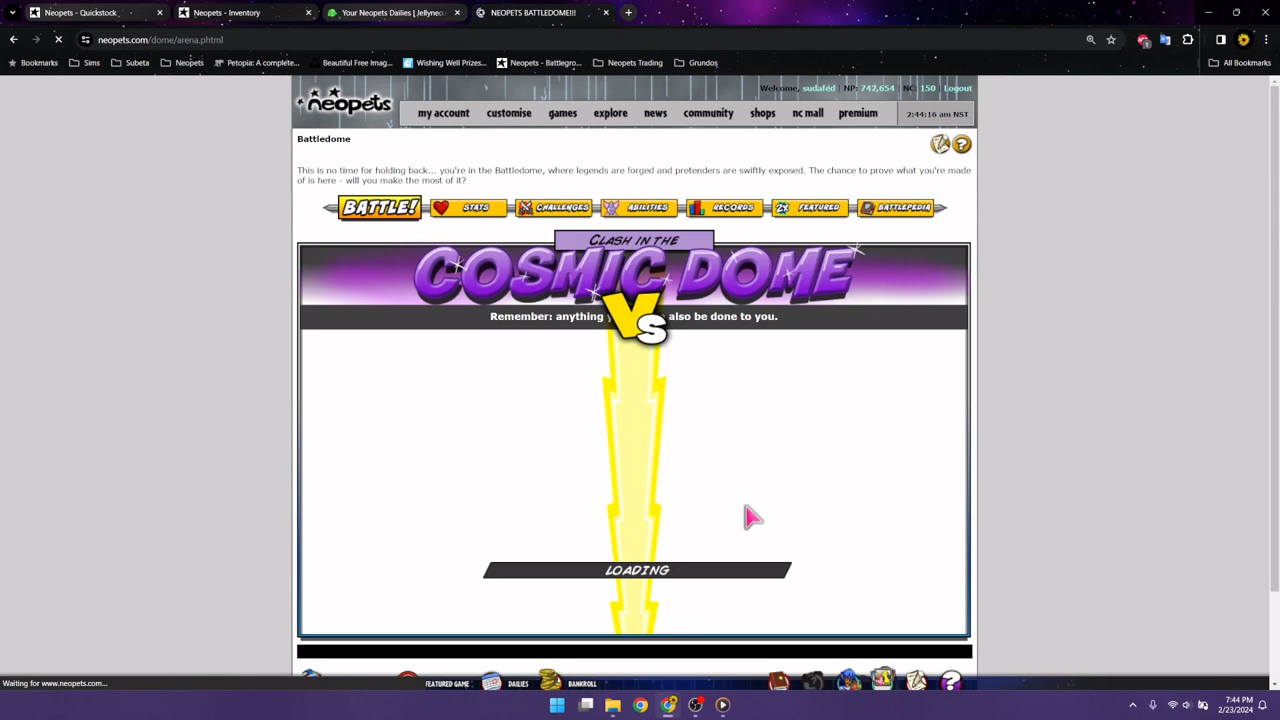 Neopets - Quickstock
Neopets - Inventory
Your Neopets Dailies | Jellyneo
NEOPETS BATTLEDOME!!!
neopets.com/dome/arena.phtml
Bookmarks
Sims
Subeta
Neopets
Petopia: A complete...
Beautiful Free Imag...
Wishing Well Prizes...
Neopets - Battlegro...
Neopets Trading
Grundos
All Bookmarks
neopets
Welcome, sudaféd | NP: 742,654 | NC: 150 | Logout
my account
customise
games
explore
news
community
shops
nc mall
premium
2:44:16 am NST
Battledome
This is no time for holding back... you're in the Battledome, where legends are forged and pretenders are swiftly exposed. The chance to prove what you're made
of is here - will you make the most of it?
BATTLE!
STATS
CHALLENGES
ABILITIES
RECORDS
2X FEATURED
BATTLEPEDIA
CLASH IN THE
COSMIC DOME
Vs
Remember: anything y also be done to you.
LOADING
FEATURED GAME
DAILIES
BANKROLL
Waiting for www.neopets.com...
7:44 PM
2/23/2024